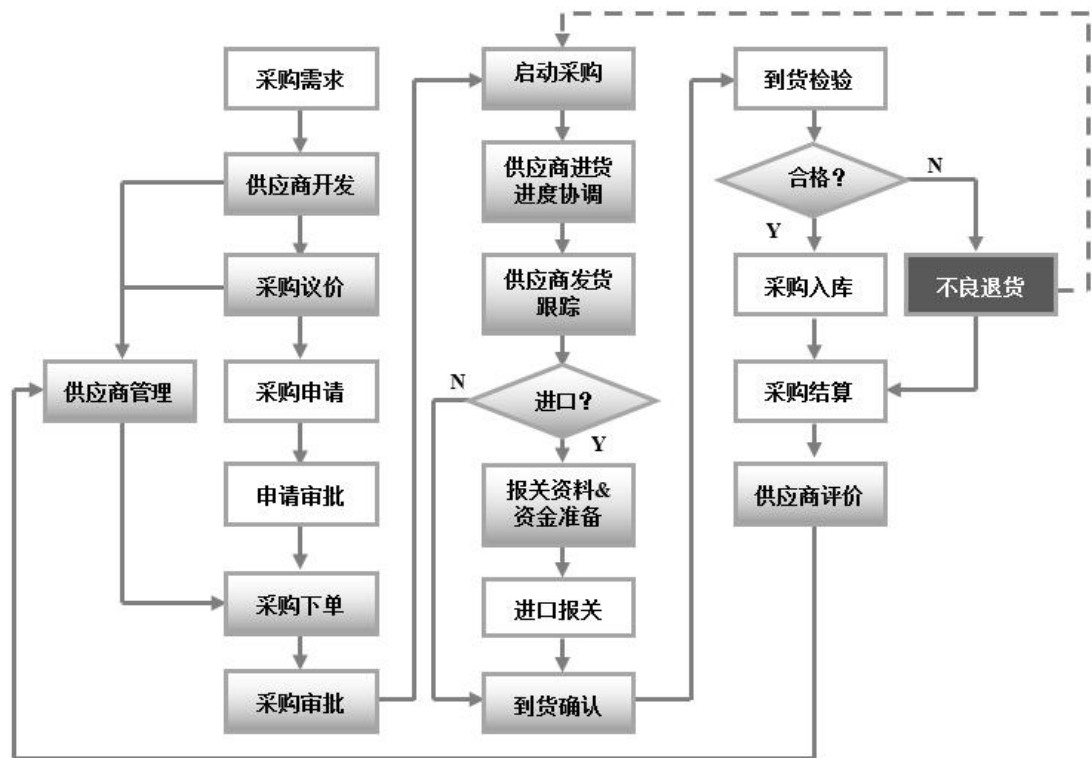 采购需求
供应商开发
采购议价
供应商管理
采购申请
申请审批
采购下单
采购审批
启动采购
供应商进货
进度协调
供应商发货
跟踪
进口?
N
Y
报关资料&
资金准备
进口报关
到货确认
到货检验
合格?
N
Y
采购入库
不良退货
采购结算
供应商评价